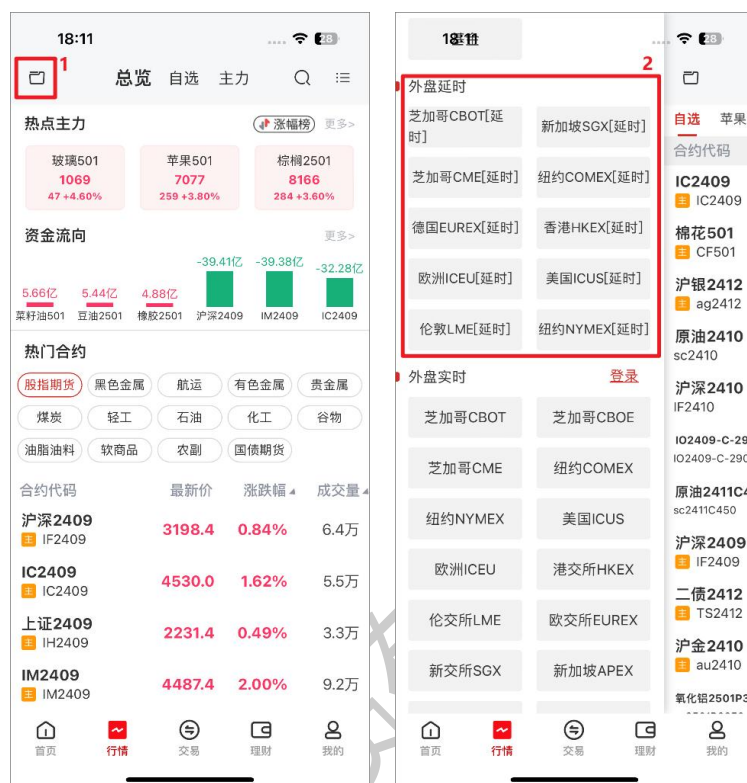 18:11
28
1
总览 自选 主力
热点主力
涨幅榜 更多>
玻璃501 苹果501 棕榈2501
1069 7077 8166
47 +4.60% 259 +3.80% 284 +3.60%
资金流向 更多>
-39.41亿 -39.38亿 -32.28亿
5.66亿 5.44亿 4.88亿
菜籽油501 豆油2501 橡胶2501 沪深2409 IM2409 IC2409
热门合约
股指期货 黑色金属 航运 有色金属 贵金属
煤炭 轻工 石油 化工 谷物
油脂油料 软商品 农副 国债期货
合约代码 最新价 涨跌幅 成交量
沪深2409
主 IF2409
3198.4 0.84% 6.4万
IC2409
主 IC2409
4530.0 1.62% 5.5万
上证2409
主 IH2409
2231.4 0.49% 3.3万
IM2409
主 IM2409
4487.4 2.00% 9.2万
首页 行情 交易 理财 我的
18:11
28
2
外盘延时
芝加哥CBOT[延
时]
新加坡SGX[延时]
芝加哥CME[延时] 纽约COMEX[延时]
德国EUREX[延时] 香港HKEX[延时]
欧洲ICEU[延时] 美国ICUS[延时]
伦敦LME[延时] 纽约NYMEX[延时]
外盘实时 登录
芝加哥CBOT 芝加哥CBOE
芝加哥CME 纽约COMEX
纽约NYMEX 美国ICUS
欧洲ICEU 港交所HKEX
伦交所LME 欧交所EUREX
新交所SGX 新加坡APEX
自选 苹果
合约代码
IC2409
主 IC2409
棉花501
主 CF501
沪银2412
主 ag2412
原油2410
sc2410
沪深2410
IF2410
IO2409-C-29
IO2409-C-290
原油2411C4
sc2411C450
沪深2409
主 IF2409
二债2412
主 TS2412
沪金2410
主 au2410
氧化铝2501P3
首页 行情 交易 理财 我的